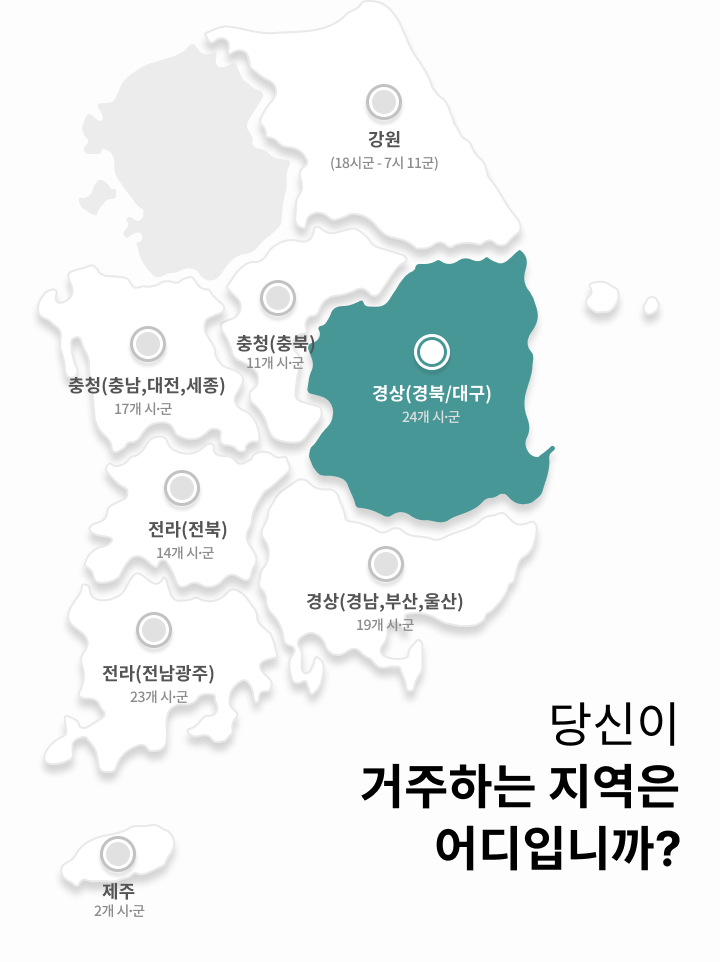 강원
(18시군 - 7시 11군)
충청(충북)
11개 시·군
충청(충남,대전,세종)
17개 시·군
경상(경북/대구)
24개 시·군
전라(전북)
14개 시·군
경상(경남,부산,울산)
19개 시·군
전라(전남광주)
23개 시·군
당신이
거주하는 지역은
어디입니까?
제주
2개 시·군